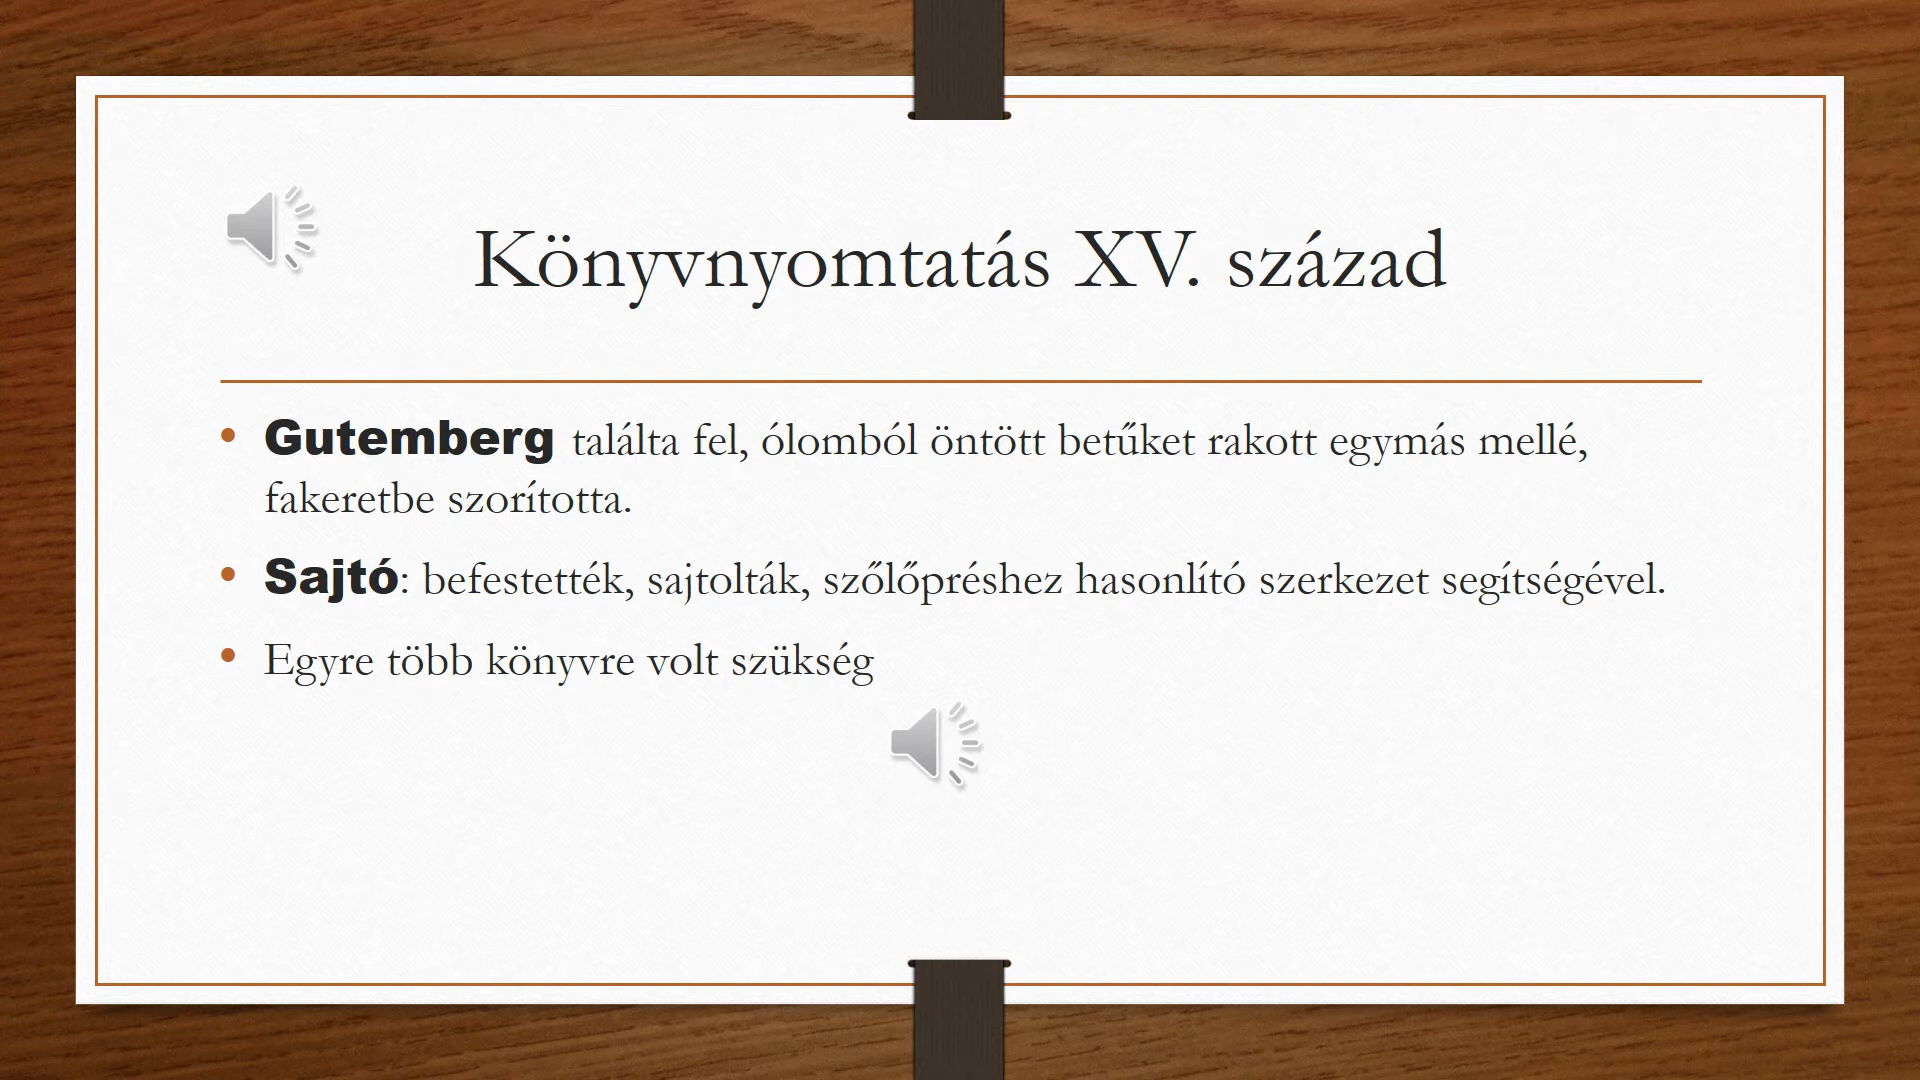 Könyvnyomtatás XV. század
• Gutemberg találta fel, ólomból öntött betűket rakott egymás mellé,
fakeretbe szorította.
• Sajtó: befestették, sajtolták, szőlőpréshez hasonlító szerkezet segítségével.
• Egyre több könyvre volt szükség